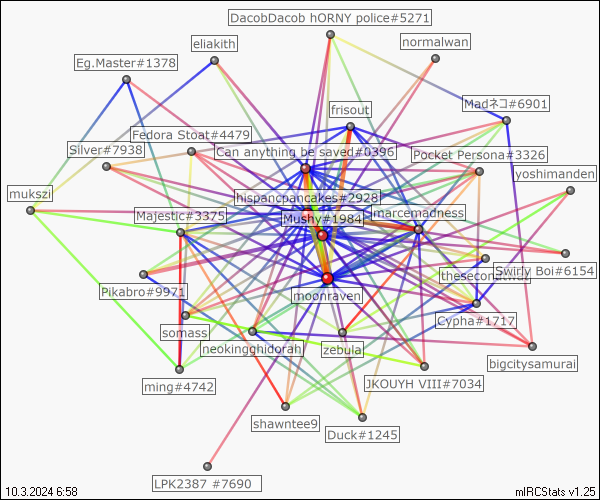 DacobDacob hORNY police#5271
eliakith
normalwan
Eg.Master#1378
Madネコ#6901
frisout
Fedora Stoat#4479
Silver#7938
Can anything be saved#0396
Pocket Persona#3326
yoshimanden
mukszi
hispancpancakes#2928
Majestic#3375
Mushy#1984
marcemadness
Pikabro#9971
Swirly Boi#6154
moonraven
somass
Cypha#1717
neokingghidorah
zebula
bigcitysamurai
ming#4742
JKOUYH VIII#7034
shawntee9
Duck#1245
LPK2387 #7690
10.3.2024 6:58
mIRCStats v1.25